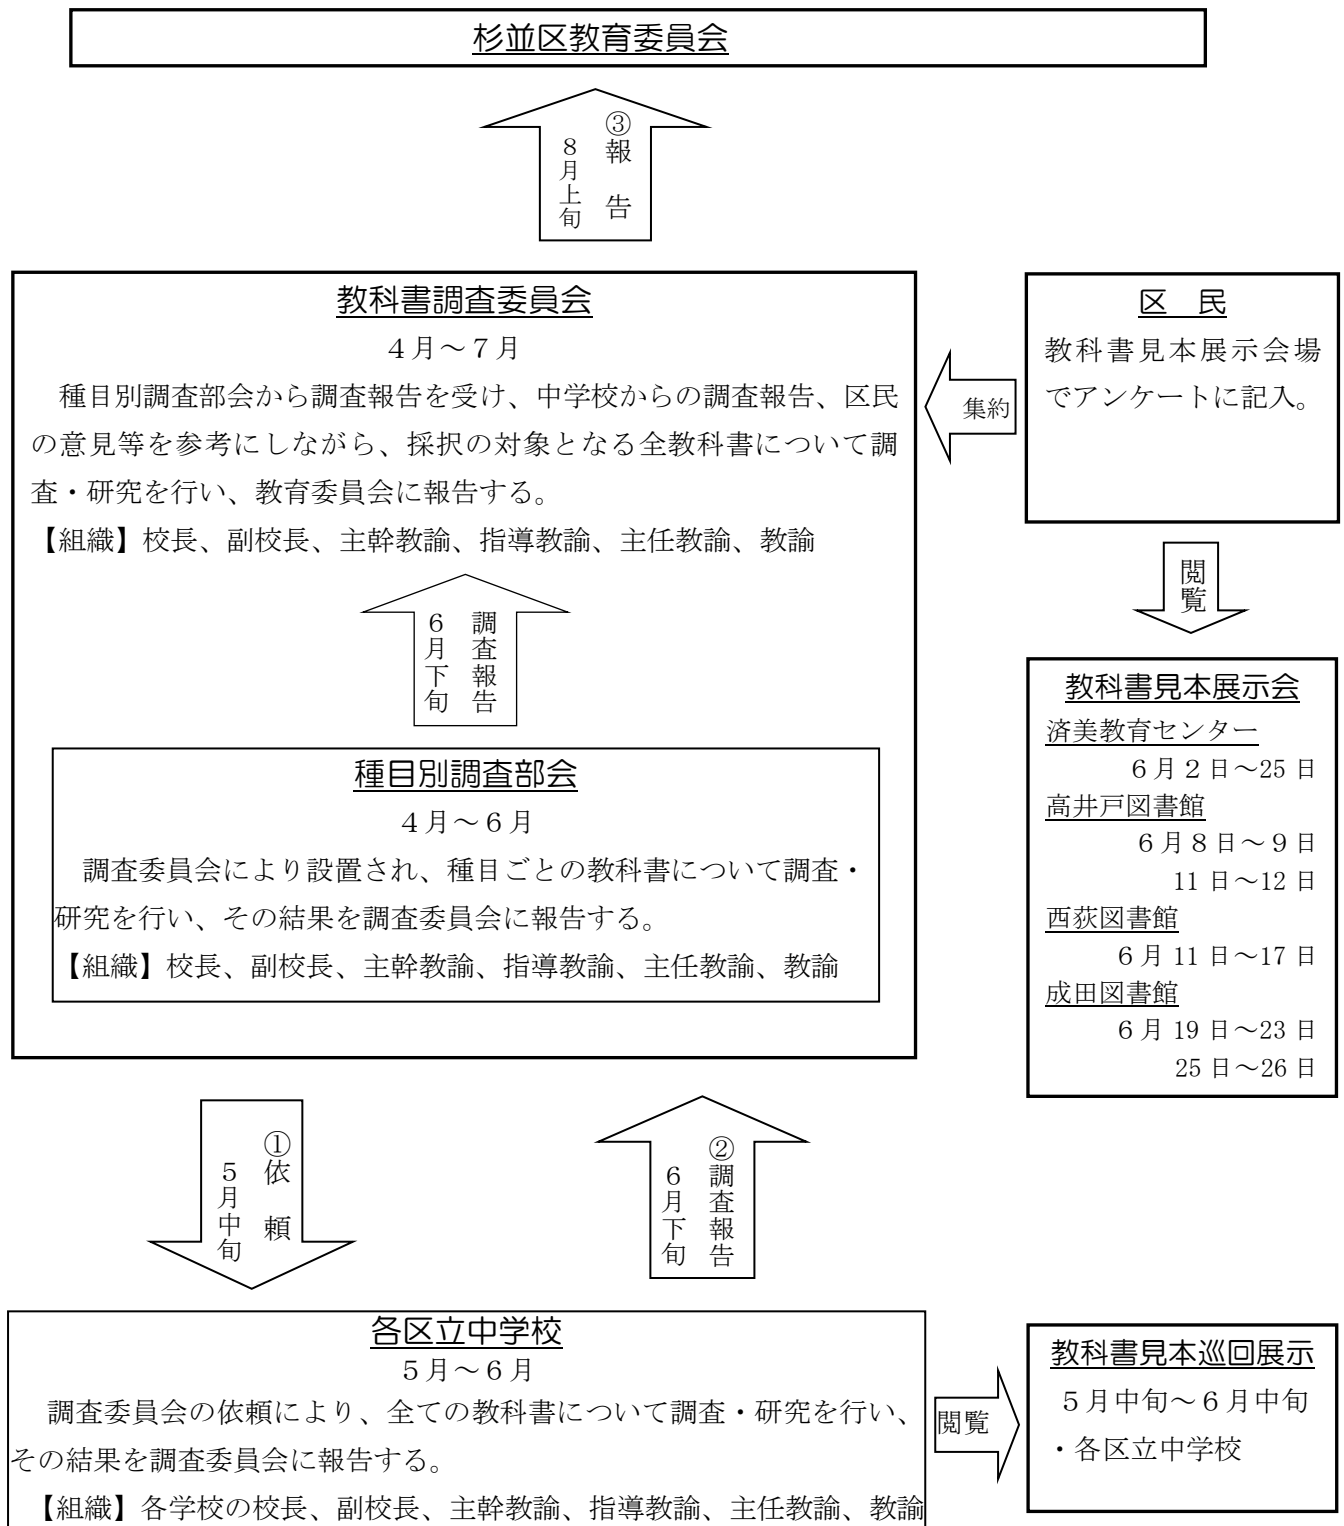 杉並区教育委員会
③報告
８月上旬
教科書調査委員会
４月～７月
種目別調査部会から調査報告を受け、中学校からの調査報告、区民
の意見等を参考にしながら、採択の対象となる全教科書について調
査・研究を行い、教育委員会に報告する。
【組織】校長、副校長、主幹教諭、指導教諭、主任教諭、教諭
調査報告
６月下旬
種目別調査部会
４月～６月
調査委員会により設置され、種目ごとの教科書について調査・
研究を行い、その結果を調査委員会に報告する。
【組織】校長、副校長、主幹教諭、指導教諭、主任教諭、教諭
区　民
教科書見本展示会場
でアンケートに記入。
集約
閲覧
教科書見本展示会
済美教育センター
６月２日～25日
高井戸図書館
６月８日～９日
11日～12日
西荻図書館
６月11日～17日
成田図書館
６月19日～23日
25日～26日
①依頼
５月中旬
②調査報告
６月下旬
各区立中学校
５月～６月
調査委員会の依頼により、全ての教科書について調査・研究を行い、
その結果を調査委員会に報告する。
【組織】各学校の校長、副校長、主幹教諭、指導教諭、主任教諭、教諭
閲覧
教科書見本巡回展示
５月中旬～６月中旬
・各区立中学校